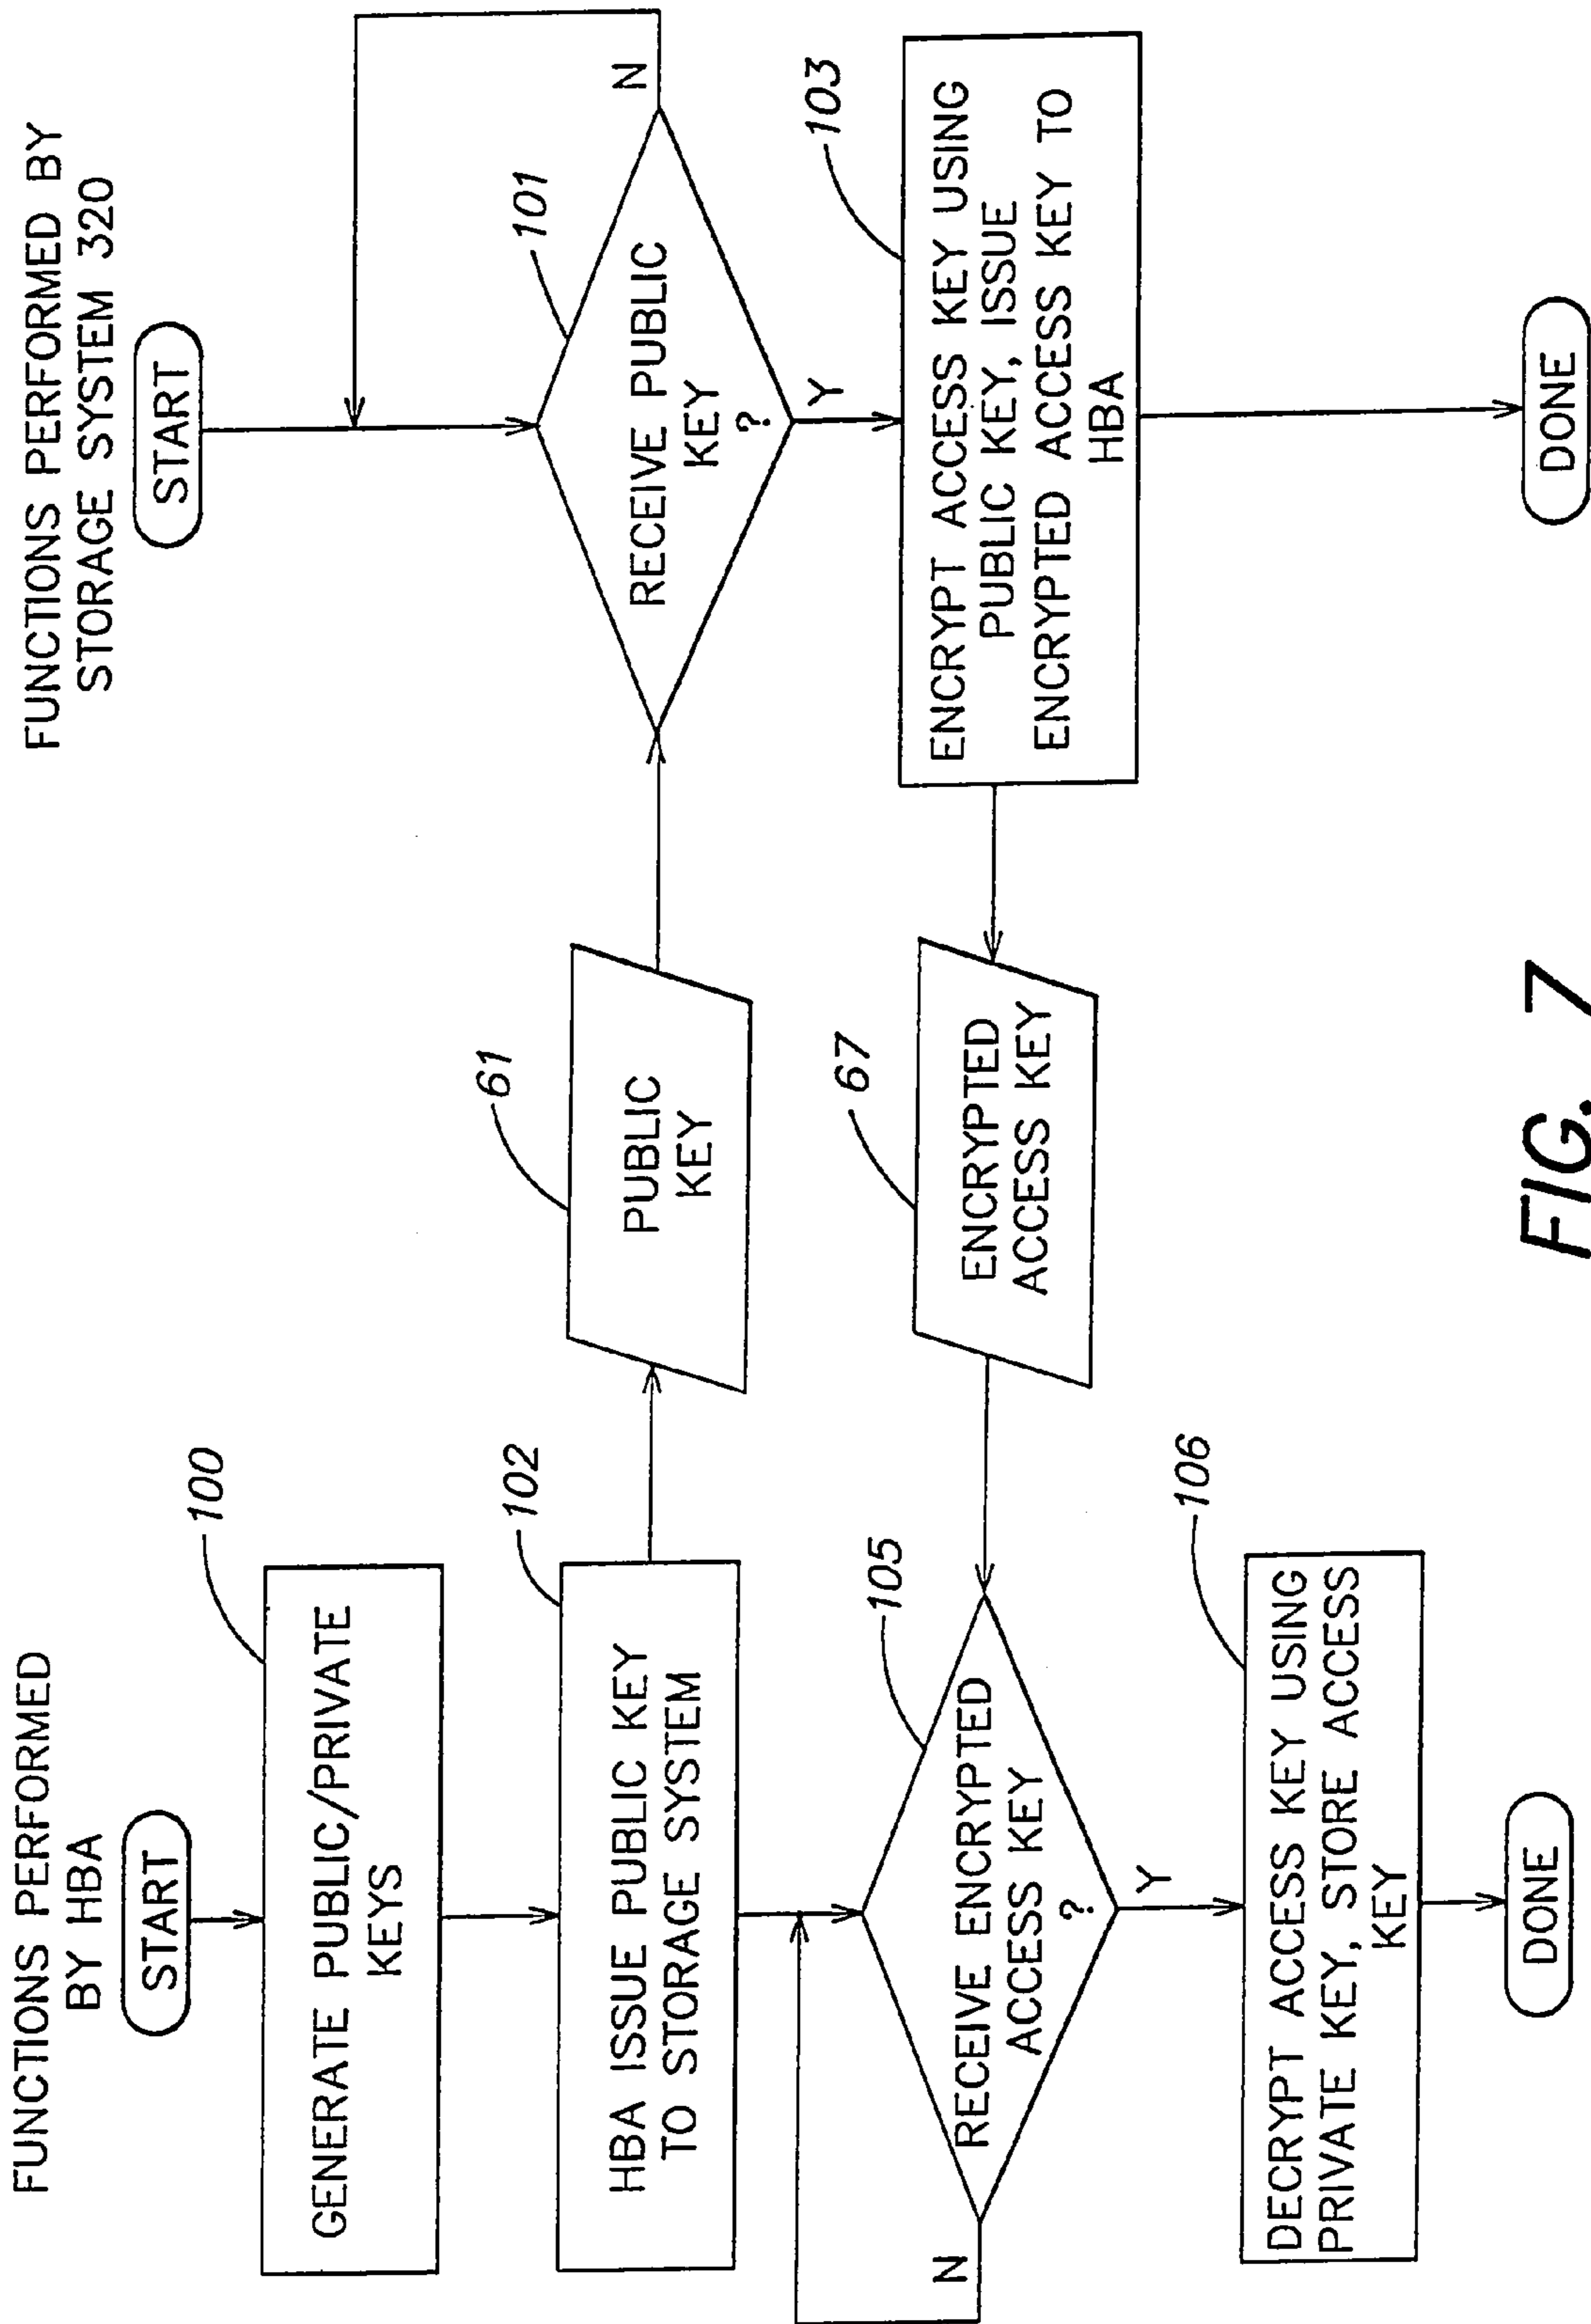 FUNCTIONS PERFORMED
BY HBA
START
100
GENERATE PUBLIC/PRIVATE
KEYS
102
HBA ISSUE PUBLIC KEY
TO STORAGE SYSTEM
105
RECEIVE ENCRYPTED
ACCESS KEY
?
N
Y
106
DECRYPT ACCESS KEY USING
PRIVATE KEY, STORE ACCESS
KEY
DONE
61
PUBLIC
KEY
67
ENCRYPTED
ACCESS KEY
FUNCTIONS PERFORMED BY
STORAGE SYSTEM 320
START
101
RECEIVE PUBLIC
KEY
?
N
Y
103
ENCRYPT ACCESS KEY USING
PUBLIC KEY, ISSUE
ENCRYPTED ACCESS KEY TO
HBA
DONE
FIG. 7